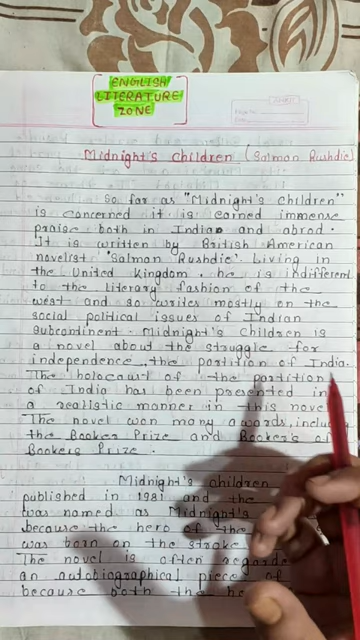 ENGLISH
LITERATURE
ZONE
Midnight's children (Salman Rushdie)
So far as "Midnight's children"
is concerned it is earned immense
praise both in India and abrod.
It is written by British American
novelist "Salman Rushdie". Living in
the United Kingdom. he is indifferent
to the literary fashion of the
west and so writes mostly on the
social political issues of Indian
subcontinent. Midnight's children is
a novel about the struggle for
independence, the partition of India.
The holocaust of the partition
of India has been presented in
a realistic manner in this novel
The novel won many awards, including
the Booker Prize and Booker's of
Bookers Prize.
Midnight's children
published in 1981 and the
was named as Midnight's
because the hero of the
was born on the stroke
The novel is often regarde
an autobiographical piece of
because both the he